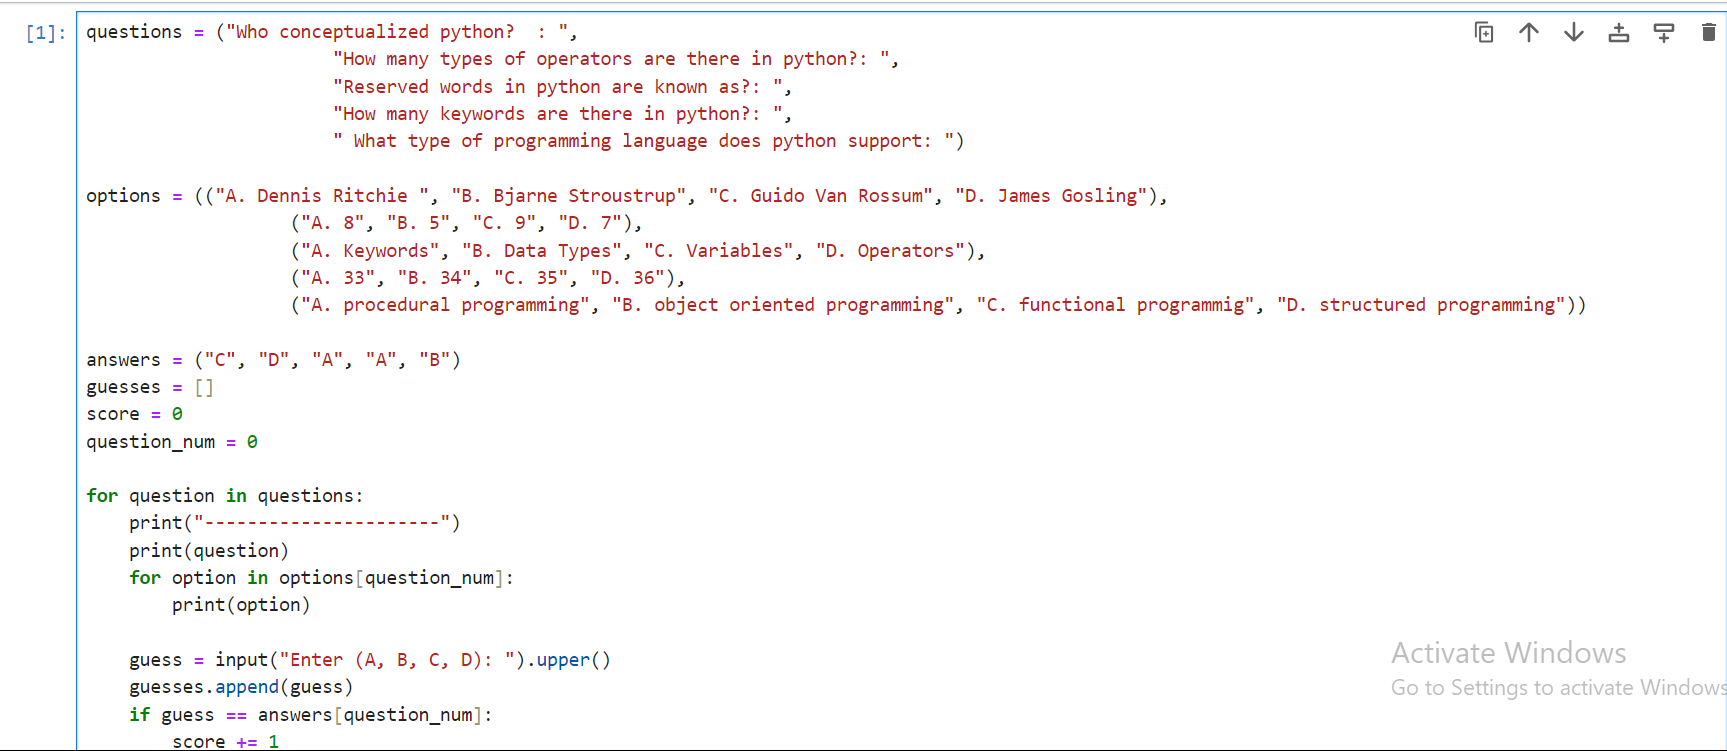 [1]: questions = ("Who conceptualized python?  : ",
                       "How many types of operators are there in python?: ",
                       "Reserved words in python are known as?: ",
                       "How many keywords are there in python?: ",
                       " What type of programming language does python support: ")

options = (("A. Dennis Ritchie ", "B. Bjarne Stroustrup", "C. Guido Van Rossum", "D. James Gosling"),
                   ("A. 8", "B. 5", "C. 9", "D. 7"),
                   ("A. Keywords", "B. Data Types", "C. Variables", "D. Operators"),
                   ("A. 33", "B. 34", "C. 35", "D. 36"),
                   ("A. procedural programming", "B. object oriented programming", "C. functional programmig", "D. structured programming"))

answers = ("C", "D", "A", "A", "B")
guesses = []
score = 0
question_num = 0

for question in questions:
    print("----------------------")
    print(question)
    for option in options[question_num]:
        print(option)

    guess = input("Enter (A, B, C, D): ").upper()
    guesses.append(guess)
    if guess == answers[question_num]:
        score += 1
Activate Windows
Go to Settings to activate Windows